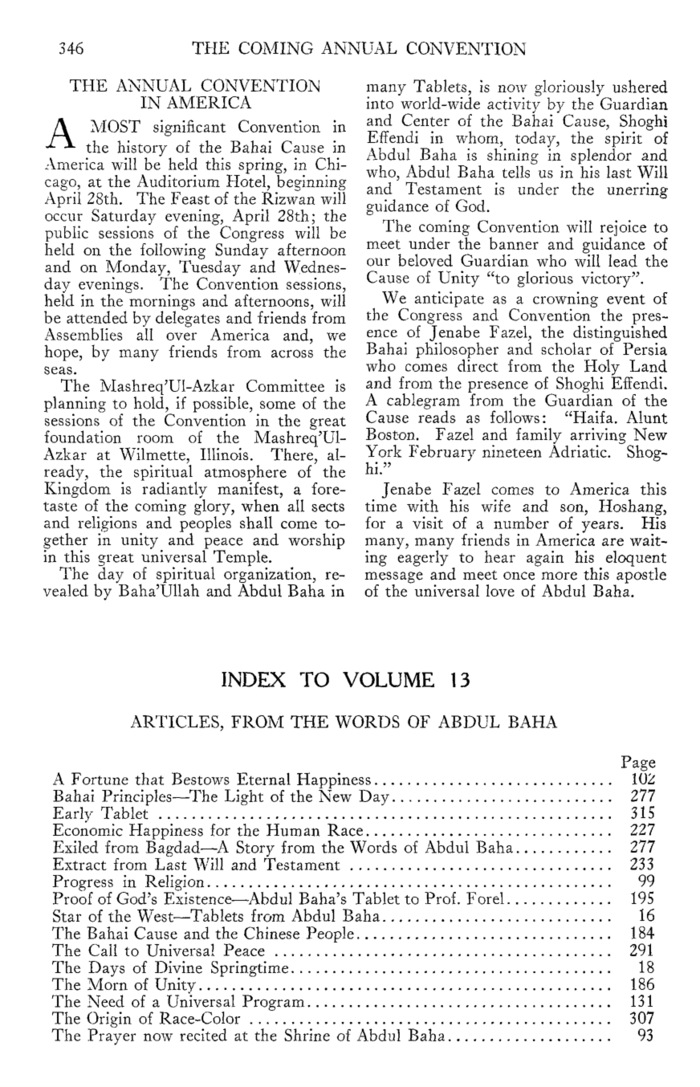 346 THE COMING ANNUAL CONVENTION
THE ANNUAL CONVENTION
IN AMERICA
A MOST significant Convention in
the history of the Bahai Cause in
America will be held this spring, in Chi-
cago, at the Auditorium Hotel, beginning
April 28th. The Feast of the Rizwan will
occur Saturday evening, April 28th; the
public sessions of the Congress will be
held on the following Sunday afternoon
and on Monday, Tuesday and Wednes-
day evenings. The Convention sessions,
held in the mornings and afternoons, will
be attended by delegates and friends from
Assemblies all over America and, we
hope, by many friends from across the
seas.
The Mashreq'Ul-Azkar Committee is
planning to hold, if possible, some of the
sessions of the Convention in the great
foundation room of the Mashreq'Ul-
Azkar at Wilmette, Illinois. There, al-
ready, the spiritual atmosphere of the
Kingdom is radiantly manifest, a fore-
taste of the coming glory, when all sects
and religions and peoples shall come to-
gether in unity and peace and worship
in this great universal Temple.
The day of spiritual organization, re-
vealed by Baha'Ullah and Abdul Baha in
many Tablets, is now gloriously ushered
into world-wide activity by the Guardian
and Center of the Bahai Cause, Shoghi
Effendi in whom, today, the spirit of
Abdul Baha is shining in splendor and
who, Abdul Baha tells us in his last Will
and Testament is under the unerring
guidance of God.
The coming Convention will rejoice to
meet under the banner and guidance of
our beloved Guardian who will lead the
Cause of Unity "to glorious victory".
We anticipate as a crowning event of
the Congress and Convention the pres-
ence of Jenabe Fazel, the distinguished
Bahai philosopher and scholar of Persia
who comes direct from the Holy Land
and from the presence of Shoghi Effendi.
A cablegram from the Guardian of the
Cause reads as follows: "Haifa. Alunt
Boston. Fazel and family arriving New
York February nineteen Adriatic. Shog-
hi."
Jenabe Fazel comes to America this
time with his wife and son, Hoshang,
for a visit of a number of years. His
many, many friends in America are wait-
ing eagerly to hear again his eloquent
message and meet once more this apostle
of the universal love of Abdul Baha.
INDEX TO VOLUME 13
ARTICLES, FROM THE WORDS OF ABDUL BAHA
Page
A Fortune that Bestows Eternal Happiness............................. 102
Bahai Principles—The Light of the New Day........................... 277
Early Tablet ....................................................... 315
Economic Happiness for the Human Race.............................. 227
Exiled from Bagdad—A Story from the Words of Abdul Baha............ 277
Extract from Last Will and Testament ................................ 233
Progress in Religion................................................. 99
Proof of God's Existence—Abdul Baha's Tablet to Prof. Forel............. 195
Star of the West—Tablets from Abdul Baha............................ 16
The Bahai Cause and the Chinese People............................... 184
The Call to Universal Peace ......................................... 291
The Days of Divine Springtime....................................... 18
The Morn of Unity.................................................. 186
The Need of a Universal Program..................................... 131
The Origin of Race-Color ............................................ 307
The Prayer now recited at the Shrine of Abdul Baha.................... 93